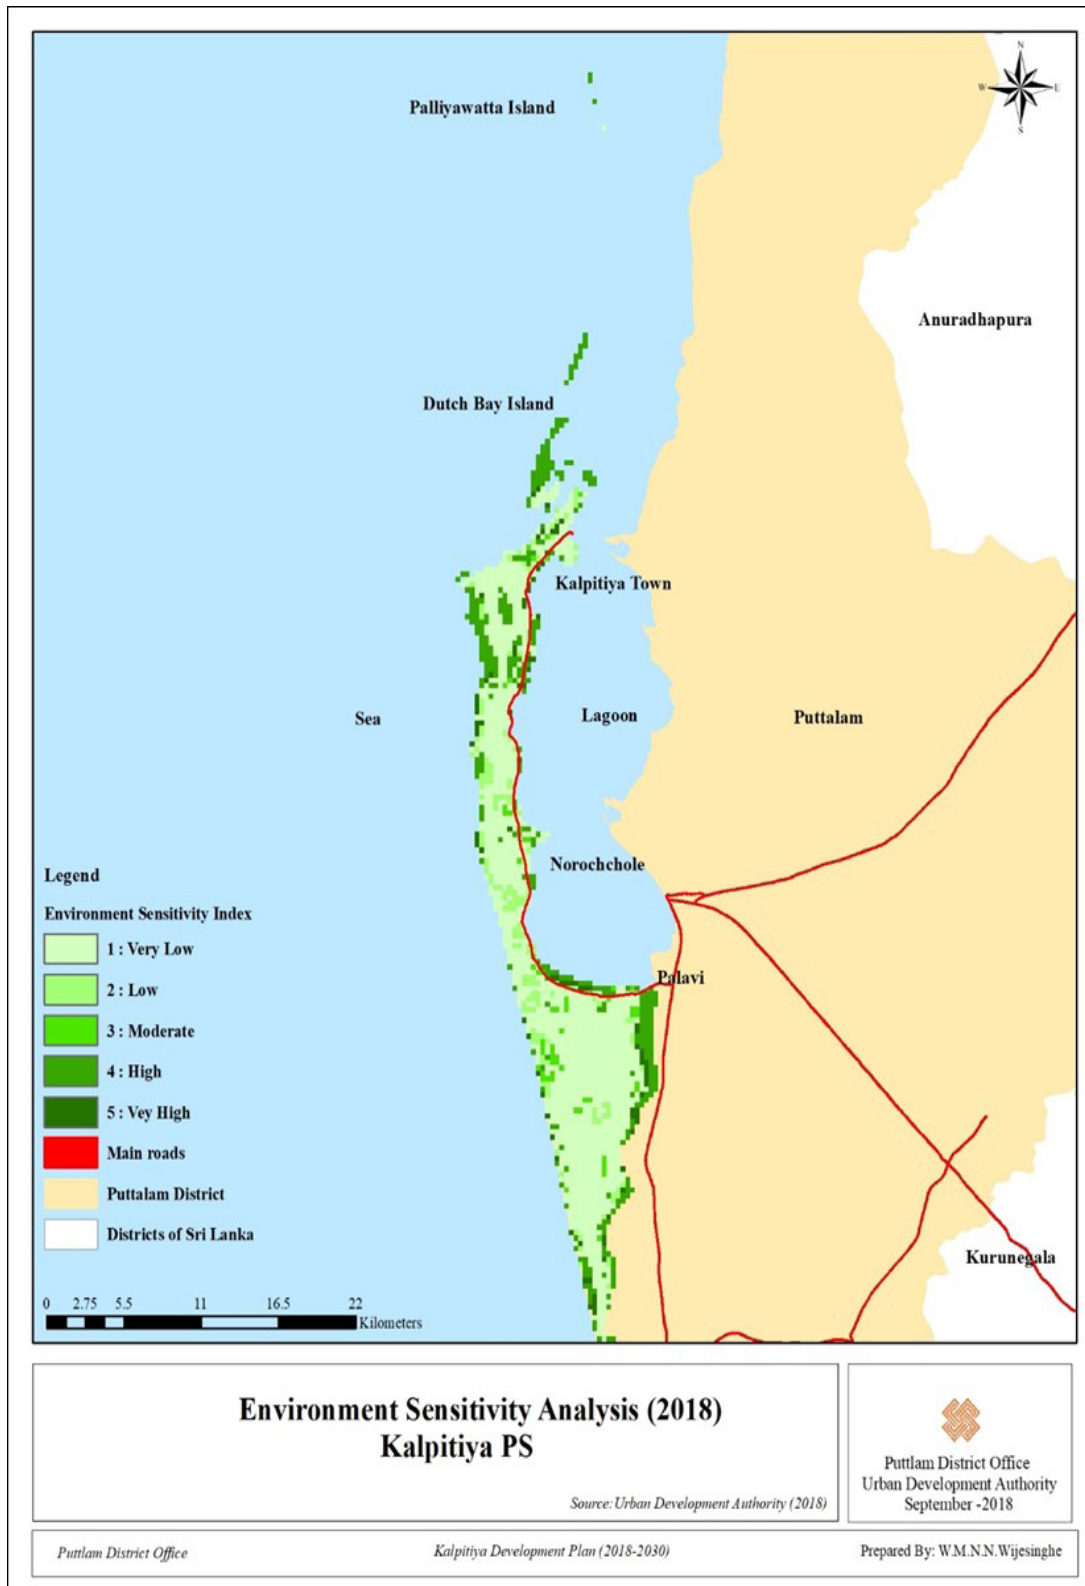 N
W E
S
Palliyawatta Island
Anuradhapura
Dutch Bay Island
Kalpitiya Town
Sea
Lagoon
Puttalam
Norochchole
Palavi
Kurunegala
Legend
Environment Sensitivity Index
1 : Very Low
2 : Low
3 : Moderate
4 : High
5 : Vey High
Main roads
Puttalam District
Districts of Sri Lanka
0 2.75 5.5 11 16.5 22
Kilometers
Environment Sensitivity Analysis (2018)
Kalpitiya PS
Source: Urban Development Authority (2018)
Puttlam District Office
Urban Development Authority
September -2018
Puttlam District Office
Kalpitiya Development Plan (2018-2030)
Prepared By: W.M.N.N.Wijesinghe